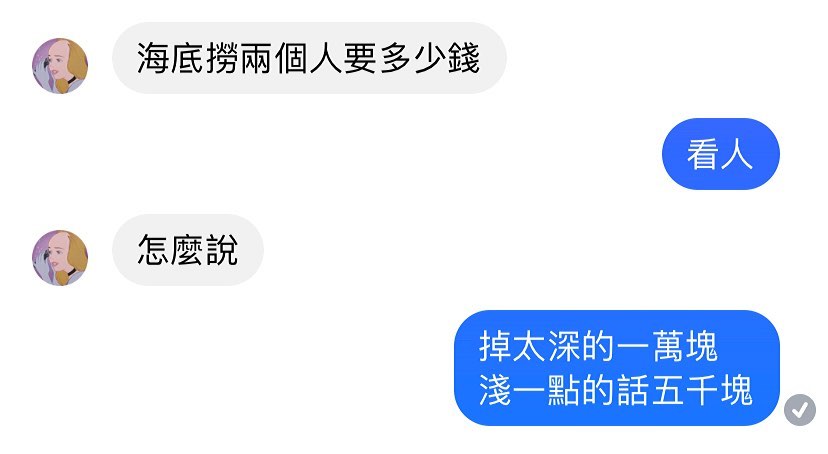 海底撈兩個人要多少錢
看人
怎麼說
掉太深的一萬塊
淺一點的話五千塊